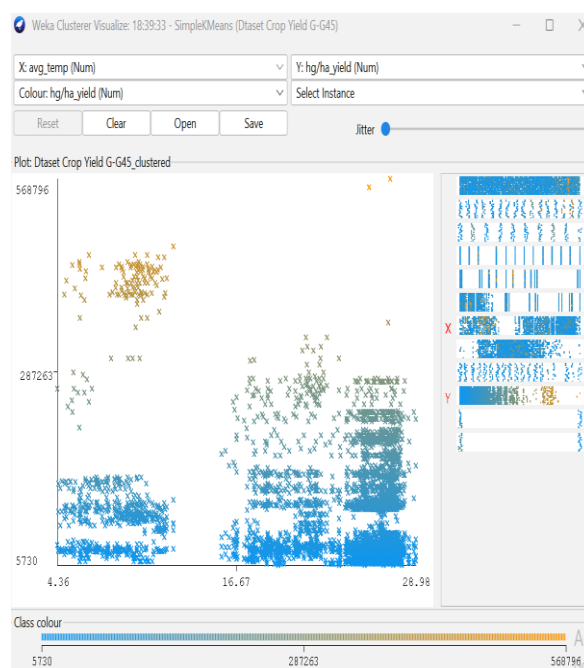 Weka Clusterer Visualize: 18:39:33 - SimpleKMeans (Dtaset Crop Yield G-G45)
X: avg_temp (Num)
Y: hg/ha_yield (Num)
Colour: hg/ha_yield (Num)
Select Instance
Reset
Clear
Open
Save
Jitter
Plot: Dtaset Crop Yield G-G45_clustered
568796
287263
5730
4.36
16.67
28.98
X
Y
Class colour
5730
287263
568796
A